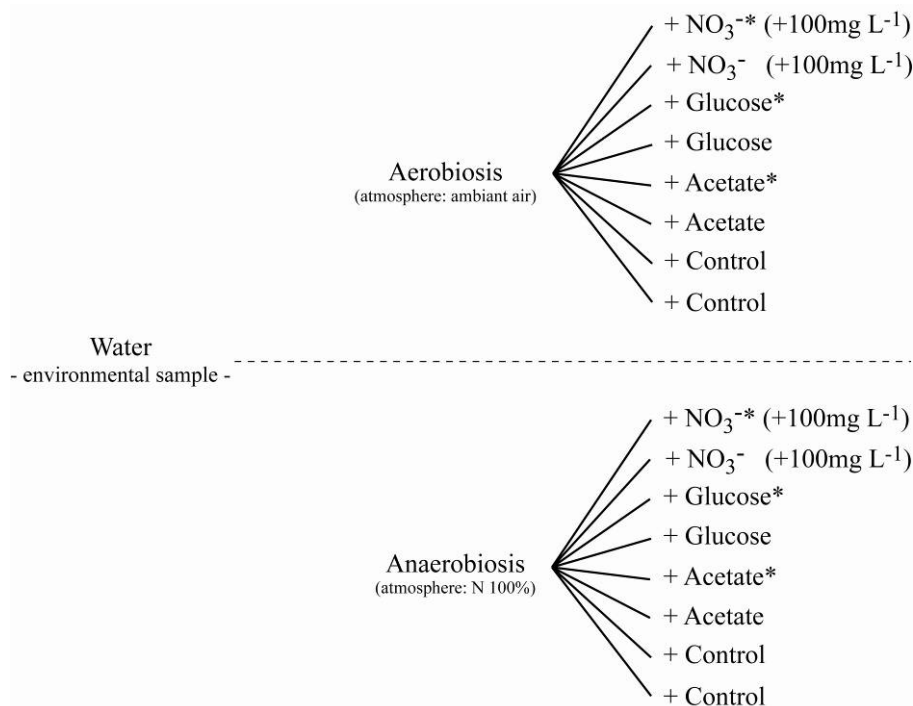 + NO₃⁻* (+100mg L⁻¹)
+ NO₃⁻ (+100mg L⁻¹)
+ Glucose*
+ Glucose
Aerobiosis
(atmosphere: ambiant air)
+ Acetate*
+ Acetate
+ Control
+ Control
Water
- environmental sample -
+ NO₃⁻* (+100mg L⁻¹)
+ NO₃⁻ (+100mg L⁻¹)
+ Glucose*
+ Glucose
Anaerobiosis
(atmosphere: N 100%)
+ Acetate*
+ Acetate
+ Control
+ Control